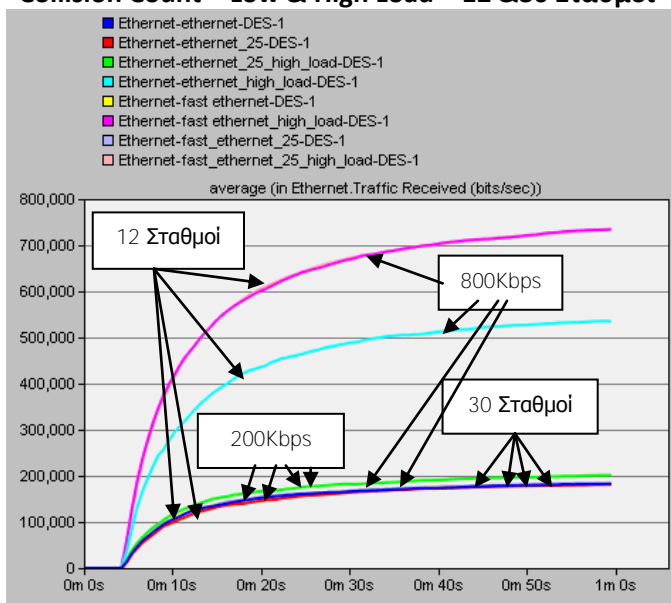 Collision Count – Low & High Load – 12 &30 Σταθμοί
Ethernet-ethernet-DES-1
Ethernet-ethernet_25-DES-1
Ethernet-ethernet_25_high_load-DES-1
Ethernet-ethernet_high_load-DES-1
Ethernet-fast ethernet-DES-1
Ethernet-fast ethernet_high_load-DES-1
Ethernet-fast_ethernet_25-DES-1
Ethernet-fast_ethernet_25_high_load-DES-1
average (in Ethernet.Traffic Received (bits/sec))
800,000
700,000
600,000
500,000
400,000
300,000
200,000
100,000
0
12 Σταθμοί
800Kbps
200Kbps
30 Σταθμοί
0m 0s
0m 10s
0m 20s
0m 30s
0m 40s
0m 50s
1m 0s